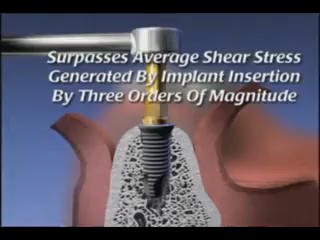 Surpasses Average Shear Stress
Generated By Implant Insertion
By Three Orders Of Magnitude